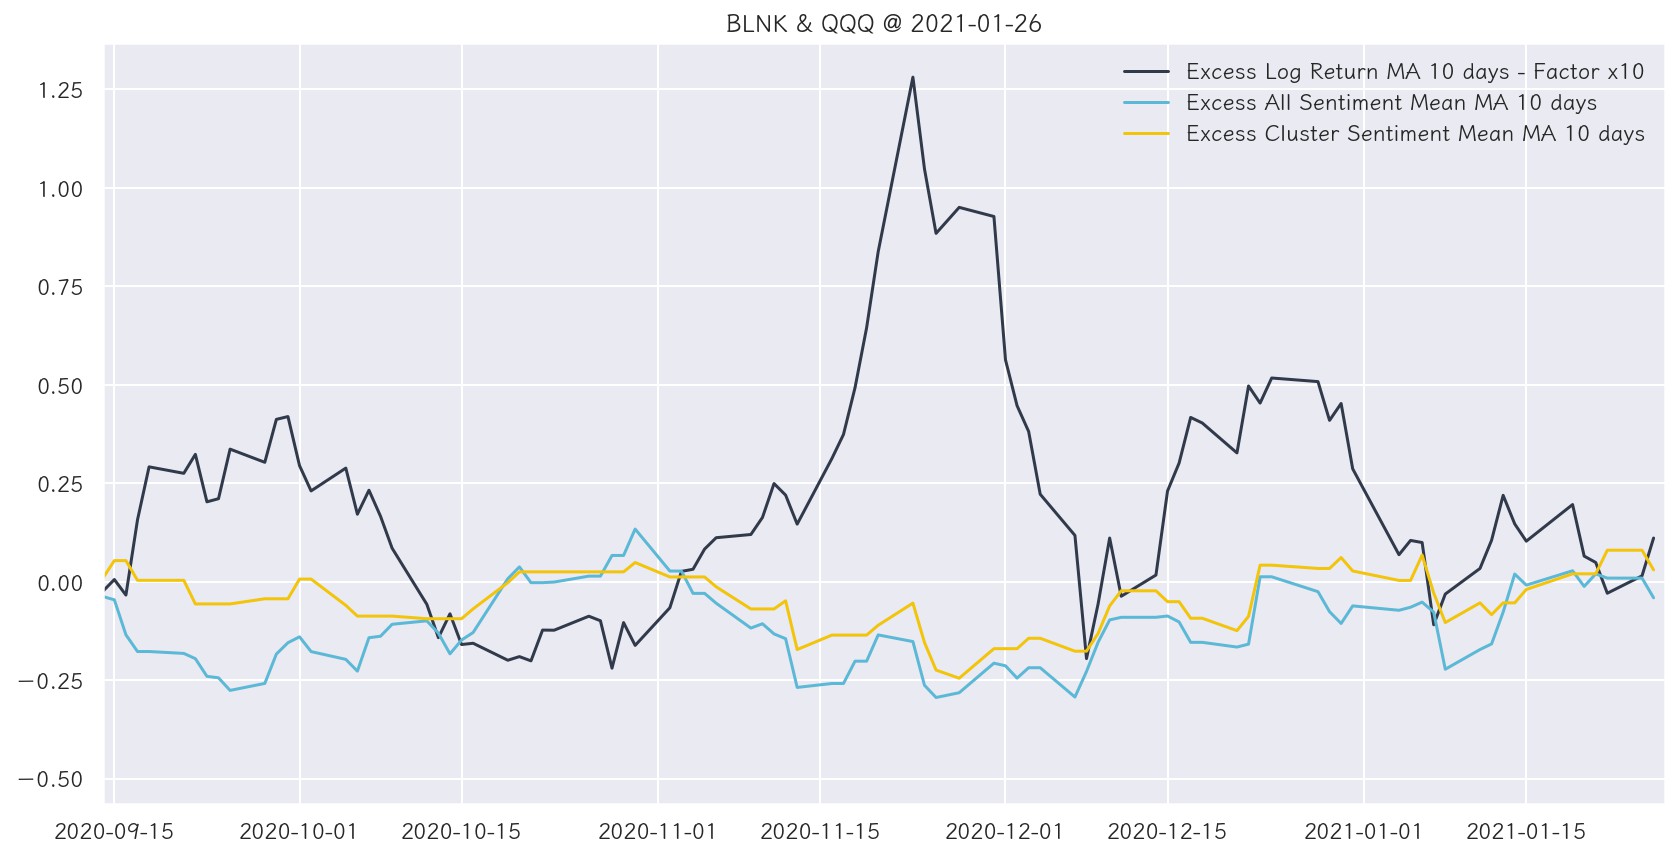 BLNK & QQQ @ 2021-01-26
Excess Log Return MA 10 days - Factor x10
Excess All Sentiment Mean MA 10 days
Excess Cluster Sentiment Mean MA 10 days
1.25
1.00
0.75
0.50
0.25
0.00
−0.25
−0.50
2020-09-15 2020-10-01 2020-10-15 2020-11-01 2020-11-15 2020-12-01 2020-12-15 2021-01-01 2021-01-15